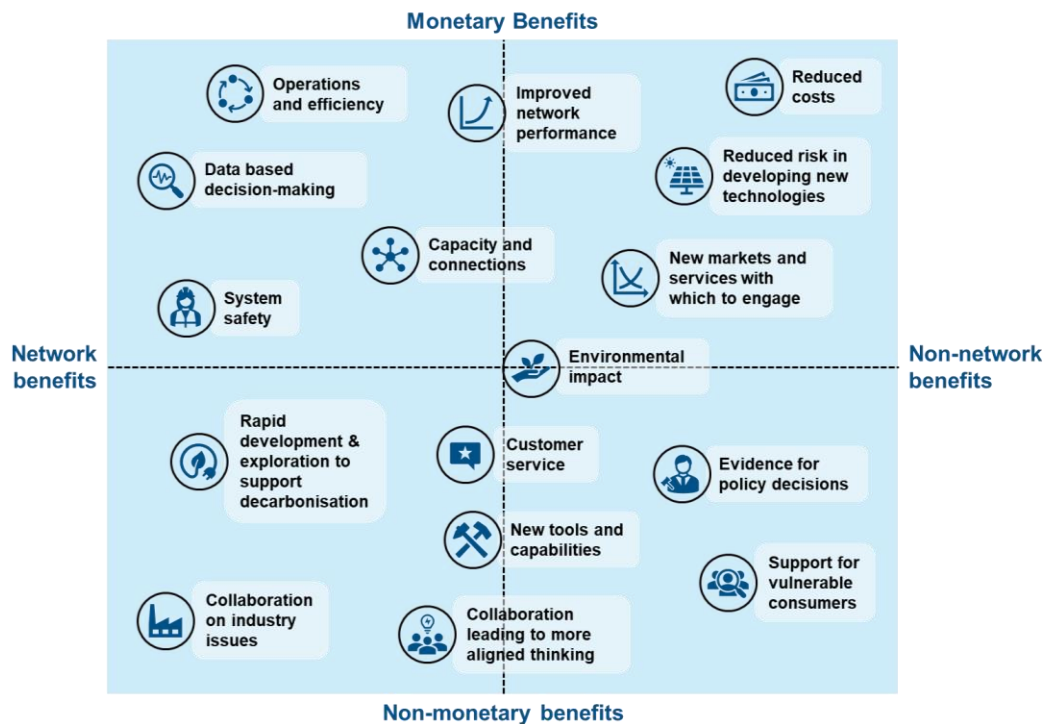 Monetary Benefits
Operations
and efficiency
Improved
network
performance
Reduced
costs
Data based
decision-making
Reduced risk in
developing new
technologies
Capacity and
connections
New markets and
services with
which to engage
System
safety
Network
benefits
Environmental
impact
Non-network
benefits
Rapid
development &
exploration to
support
decarbonisation
Customer
service
Evidence for
policy decisions
New tools and
capabilities
Support for
vulnerable
consumers
Collaboration
on industry
issues
Collaboration
leading to more
aligned thinking
Non-monetary benefits